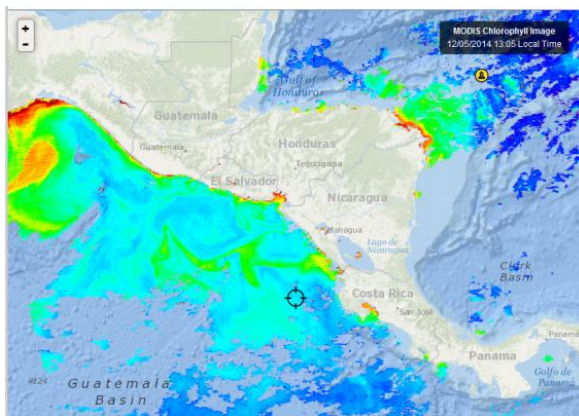 +
-
MODIS Chlorophyll Image
12/05/2014 13:05 Local Time
Gulf of
Honduras
Guatemala
Guatemala
Honduras
Tegucigalpa
El Salvador
Nicaragua
Managua
Lago de
Nicaragua
Costa Rica
San José
Panama
Panamá
Golfo de
Panamá
Guatemala
Basin
Basin